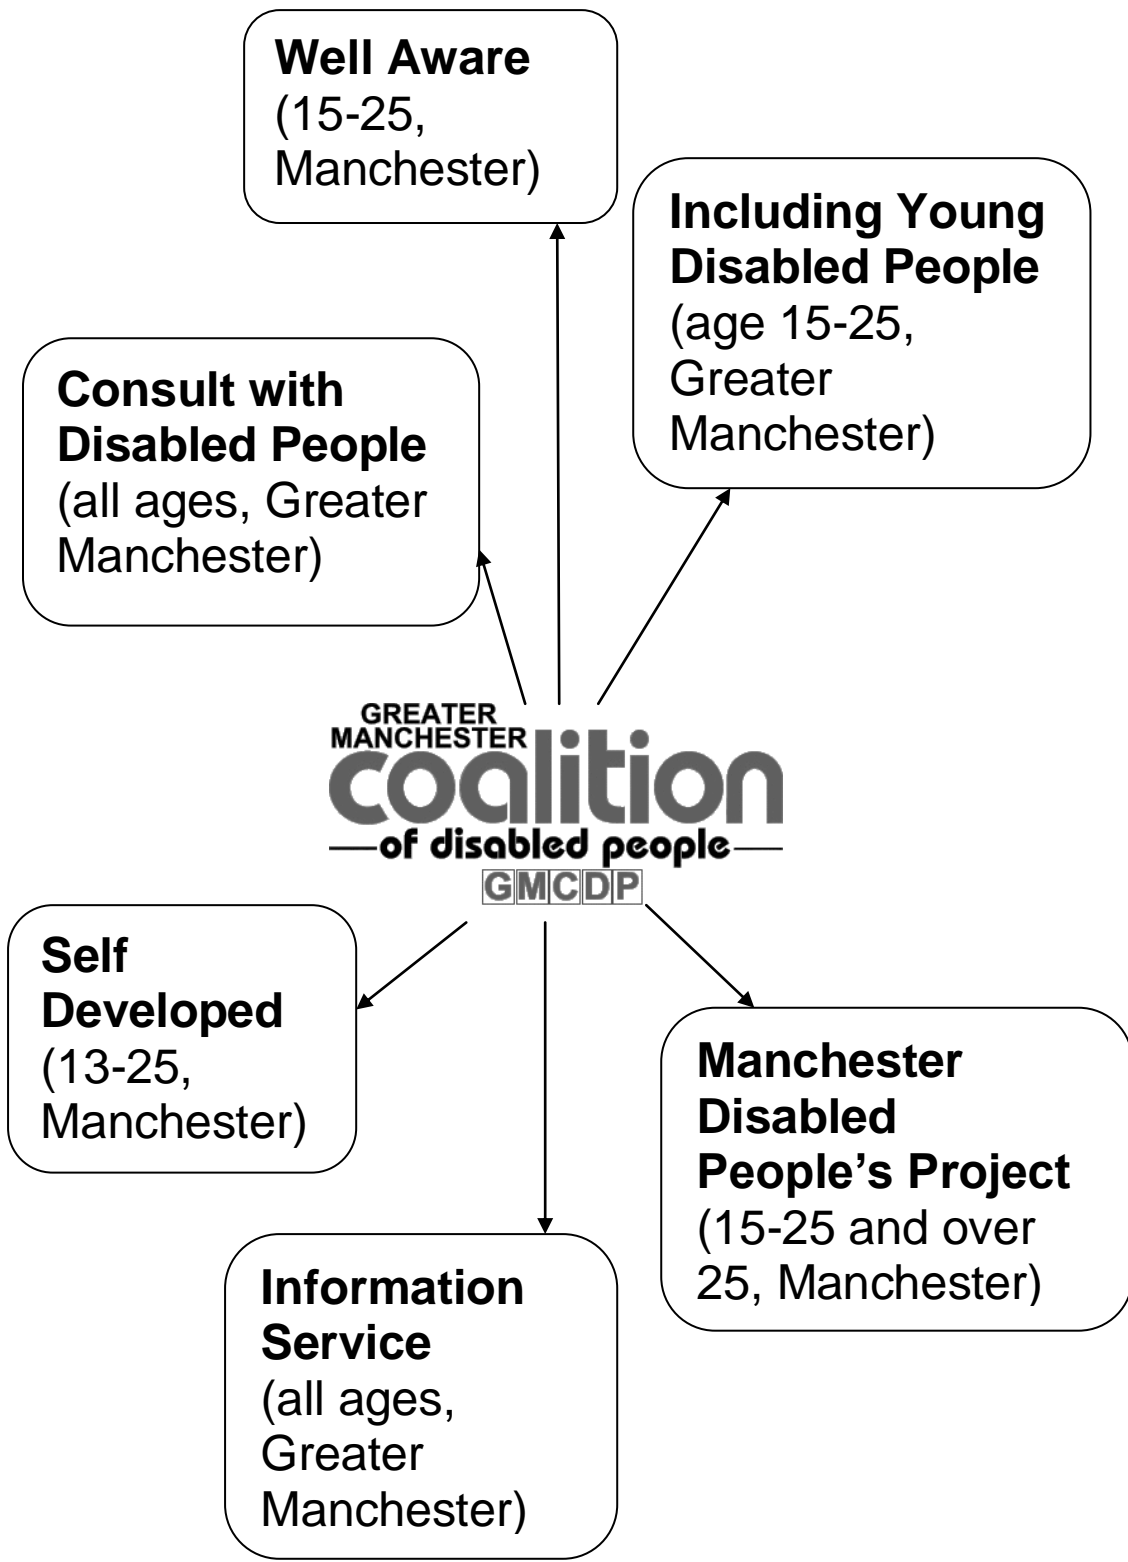 Well Aware
(15-25,
Manchester)
Including Young
Disabled People
(age 15-25,
Greater
Manchester)
Consult with
Disabled People
(all ages, Greater
Manchester)
GREATER
MANCHESTER
coalition
of disabled people
GMCDP
Self
Developed
(13-25,
Manchester)
Manchester
Disabled
People’s Project
(15-25 and over
25, Manchester)
Information
Service
(all ages,
Greater
Manchester)